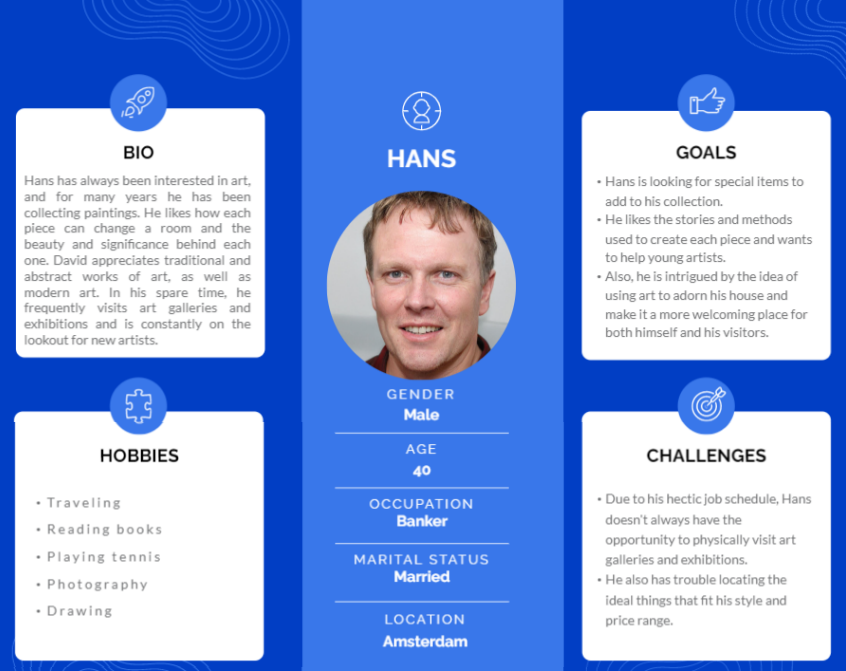 BIO
Hans has always been interested in art,
and for many years he has been
collecting paintings. He likes how each
piece can change a room and the
beauty and significance behind each
one. David appreciates traditional and
abstract works of art, as well as
modern art. In his spare time, he
frequently visits art galleries and
exhibitions and is constantly on the
lookout for new artists.
HOBBIES
• Traveling
• Reading books
• Playing tennis
• Photography
• Drawing
HANS
GENDER
Male
AGE
40
OCCUPATION
Banker
MARITAL STATUS
Married
LOCATION
Amsterdam
GOALS
• Hans is looking for special items to
add to his collection.
• He likes the stories and methods
used to create each piece and wants
to help young artists.
• Also, he is intrigued by the idea of
using art to adorn his house and
make it a more welcoming place for
both himself and his visitors.
CHALLENGES
• Due to his hectic job schedule, Hans
doesn't always have the
opportunity to physically visit art
galleries and exhibitions.
• He also has trouble locating the
ideal things that fit his style and
price range.